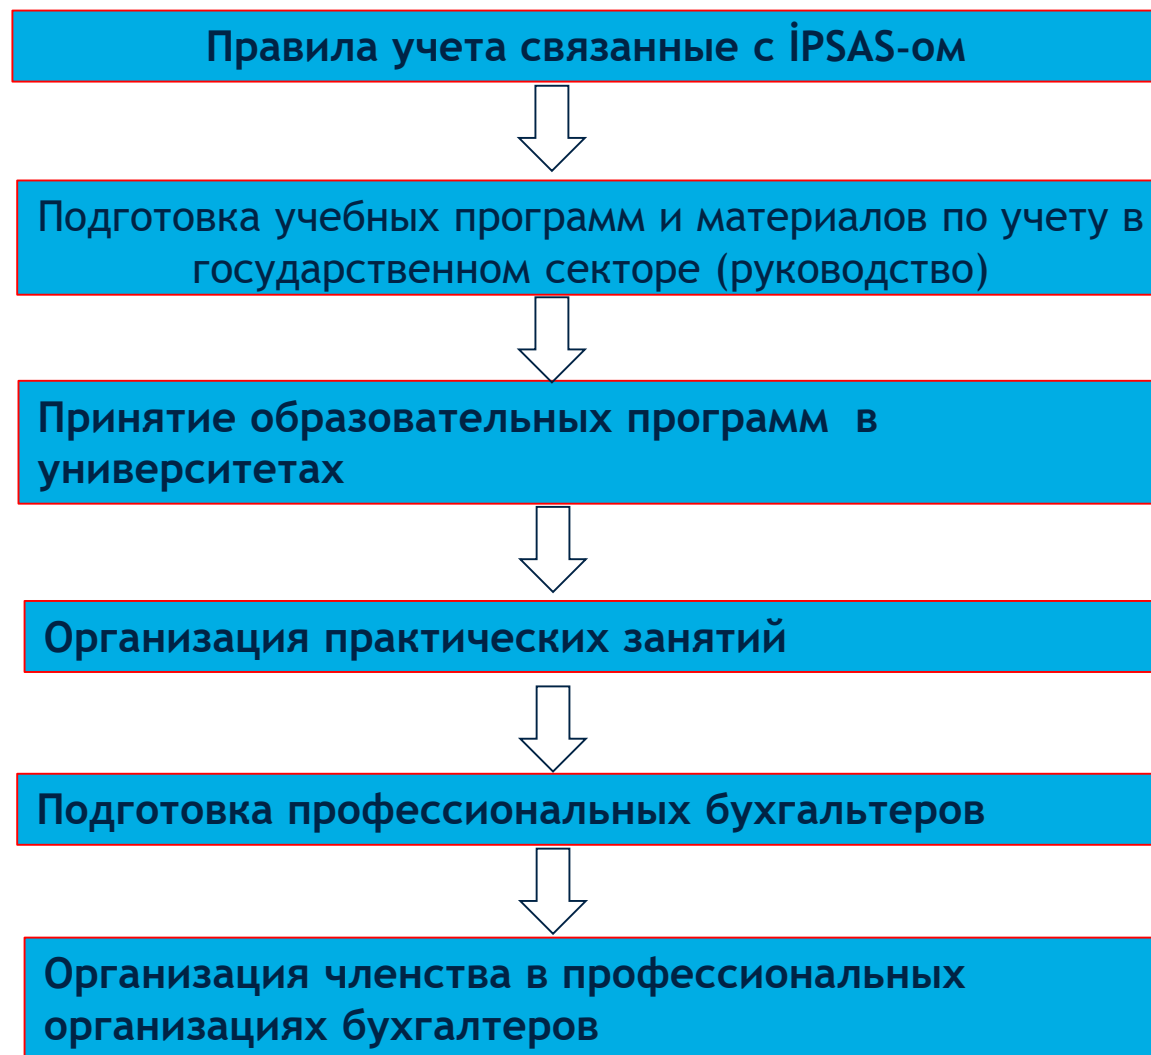 Правила учета связанные с İPSAS-ом
Подготовка учебных программ и материалов по учету в
государственном секторе (руководство)
Принятие образовательных программ в
университетах
Организация практических занятий
Подготовка профессиональных бухгальтеров
Организация членства в профессиональных
организациях бухгалтеров